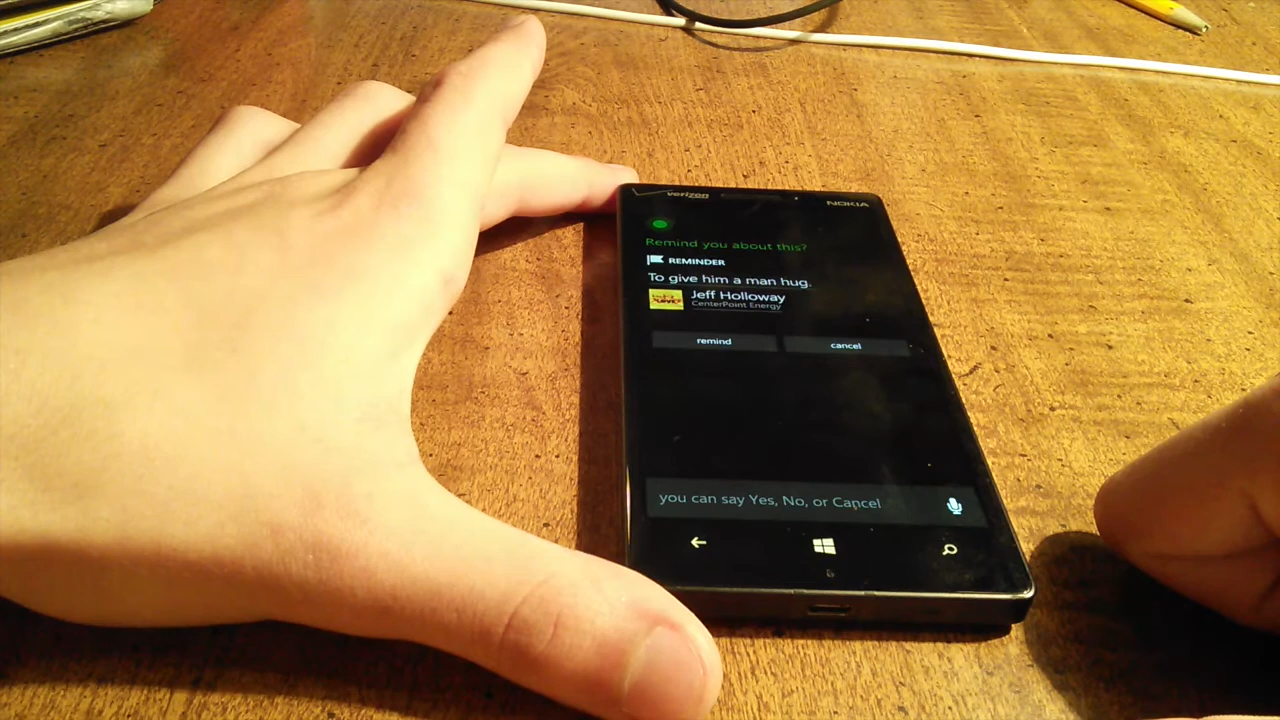 verizon
NOKIA
Remind you about this?
REMINDER
To give him a man hug.
Jeff Holloway
CenterPoint Energy
remind
cancel
you can say Yes, No, or Cancel